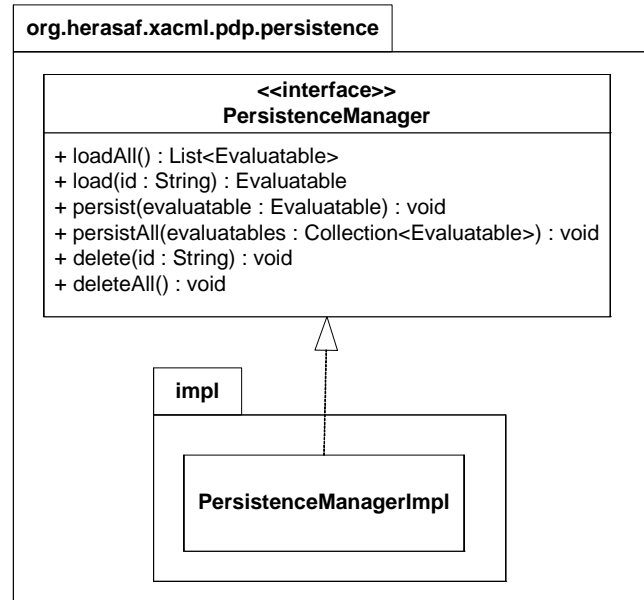 org.herasaf.xacml.pdp.persistence
<<interface>>
PersistenceManager
+ loadAll() : List<Evaluatable>
+ load(id : String) : Evaluatable
+ persist(evaluatable : Evaluatable) : void
+ persistAll(evaluatables : Collection<Evaluatable>) : void
+ delete(id : String) : void
+ deleteAll() : void
impl
PersistenceManagerImpl